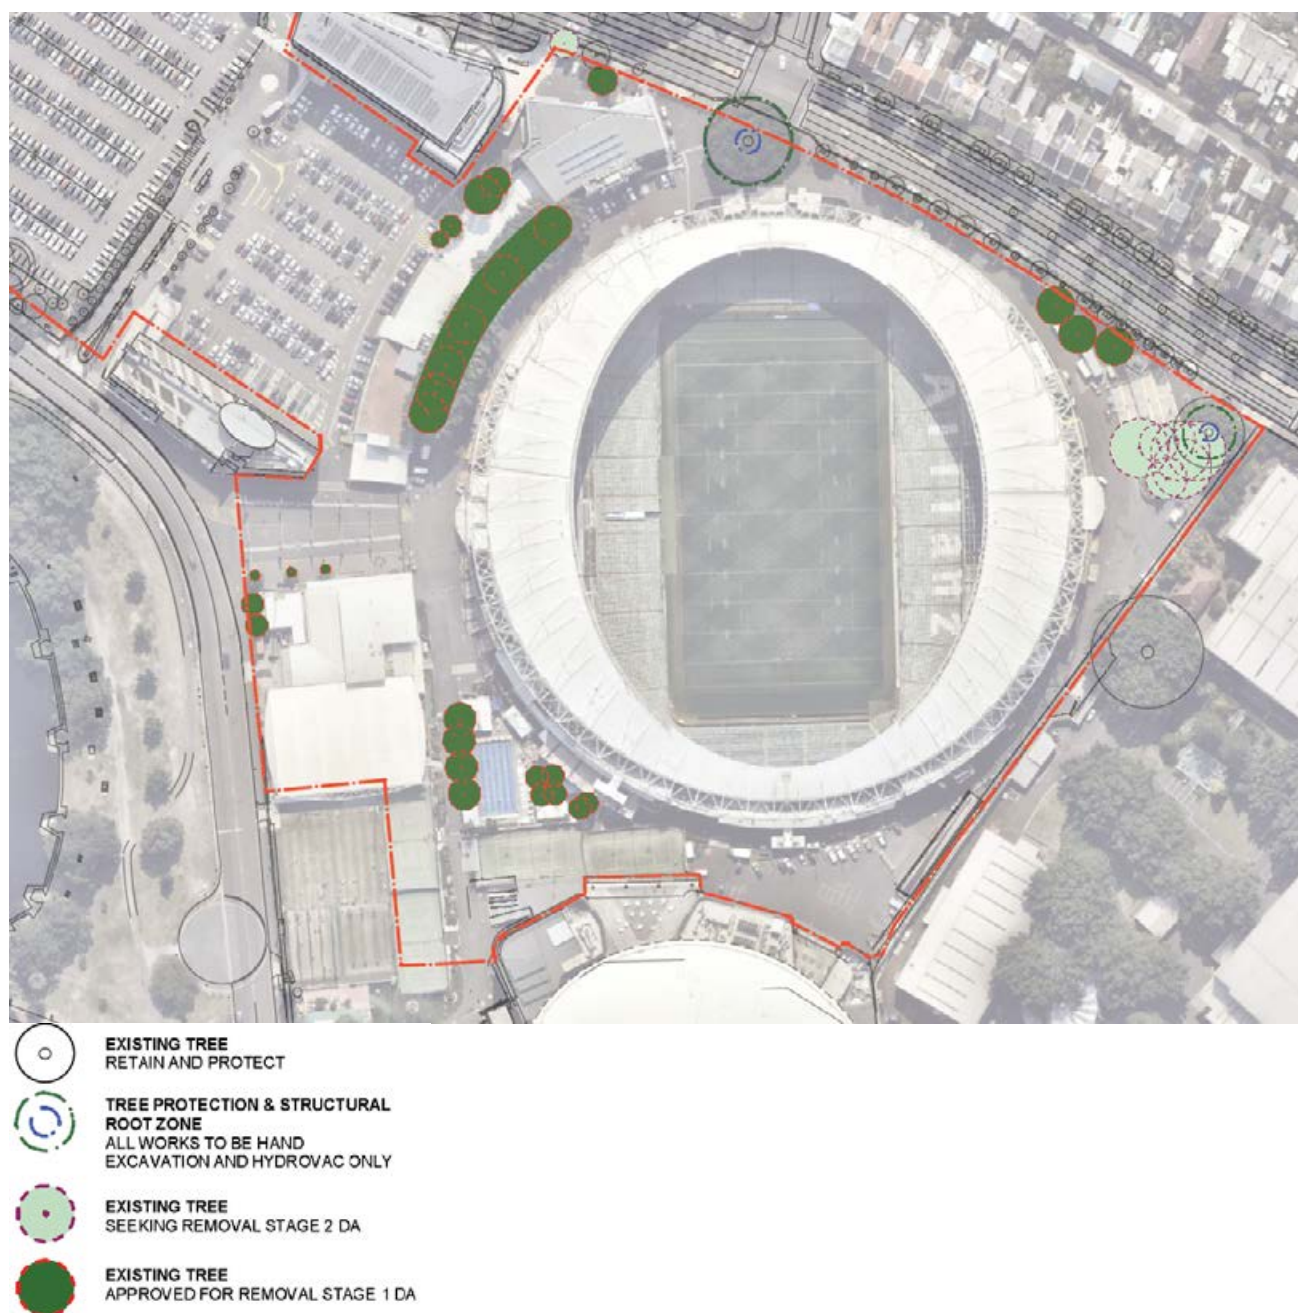 EXISTING TREE
RETAIN AND PROTECT
TREE PROTECTION & STRUCTURAL
ROOT ZONE
ALL WORKS TO BE HAND
EXCAVATION AND HYDROVAC ONLY
EXISTING TREE
SEEKING REMOVAL STAGE 2 DA
EXISTING TREE
APPROVED FOR REMOVAL STAGE 1 DA